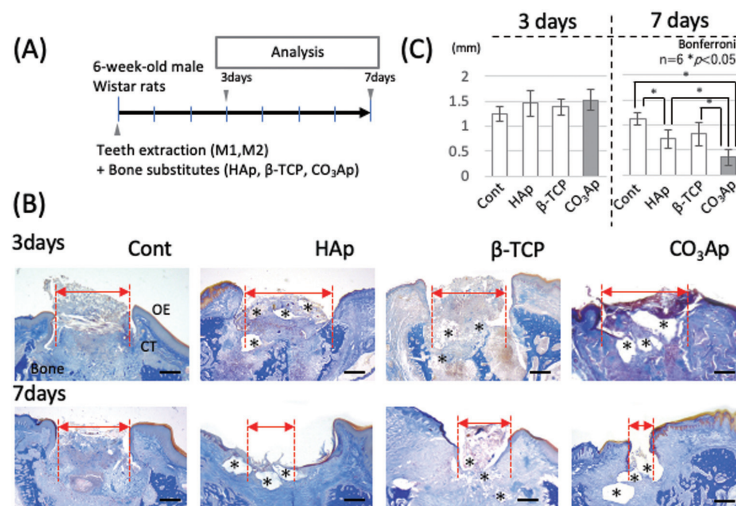 (A)
Analysis
6-week-old male
Wistar rats
3days
7days
Teeth extraction (M1,M2)
+ Bone substitutes (HAp, β-TCP, CO₃Ap)
(C)
3 days
7 days
(mm)
Bonferroni
n=6 *p<0.05
2
1.5
1
0.5
0
Cont
HAp
β-TCP
CO₃Ap
* * * *
Cont
HAp
β-TCP
CO₃Ap
(B)
3days
Cont
HAp
β-TCP
CO₃Ap
OE
CT
Bone
* * * *
* * *
* * *
7days
* * *
* * *
* * *